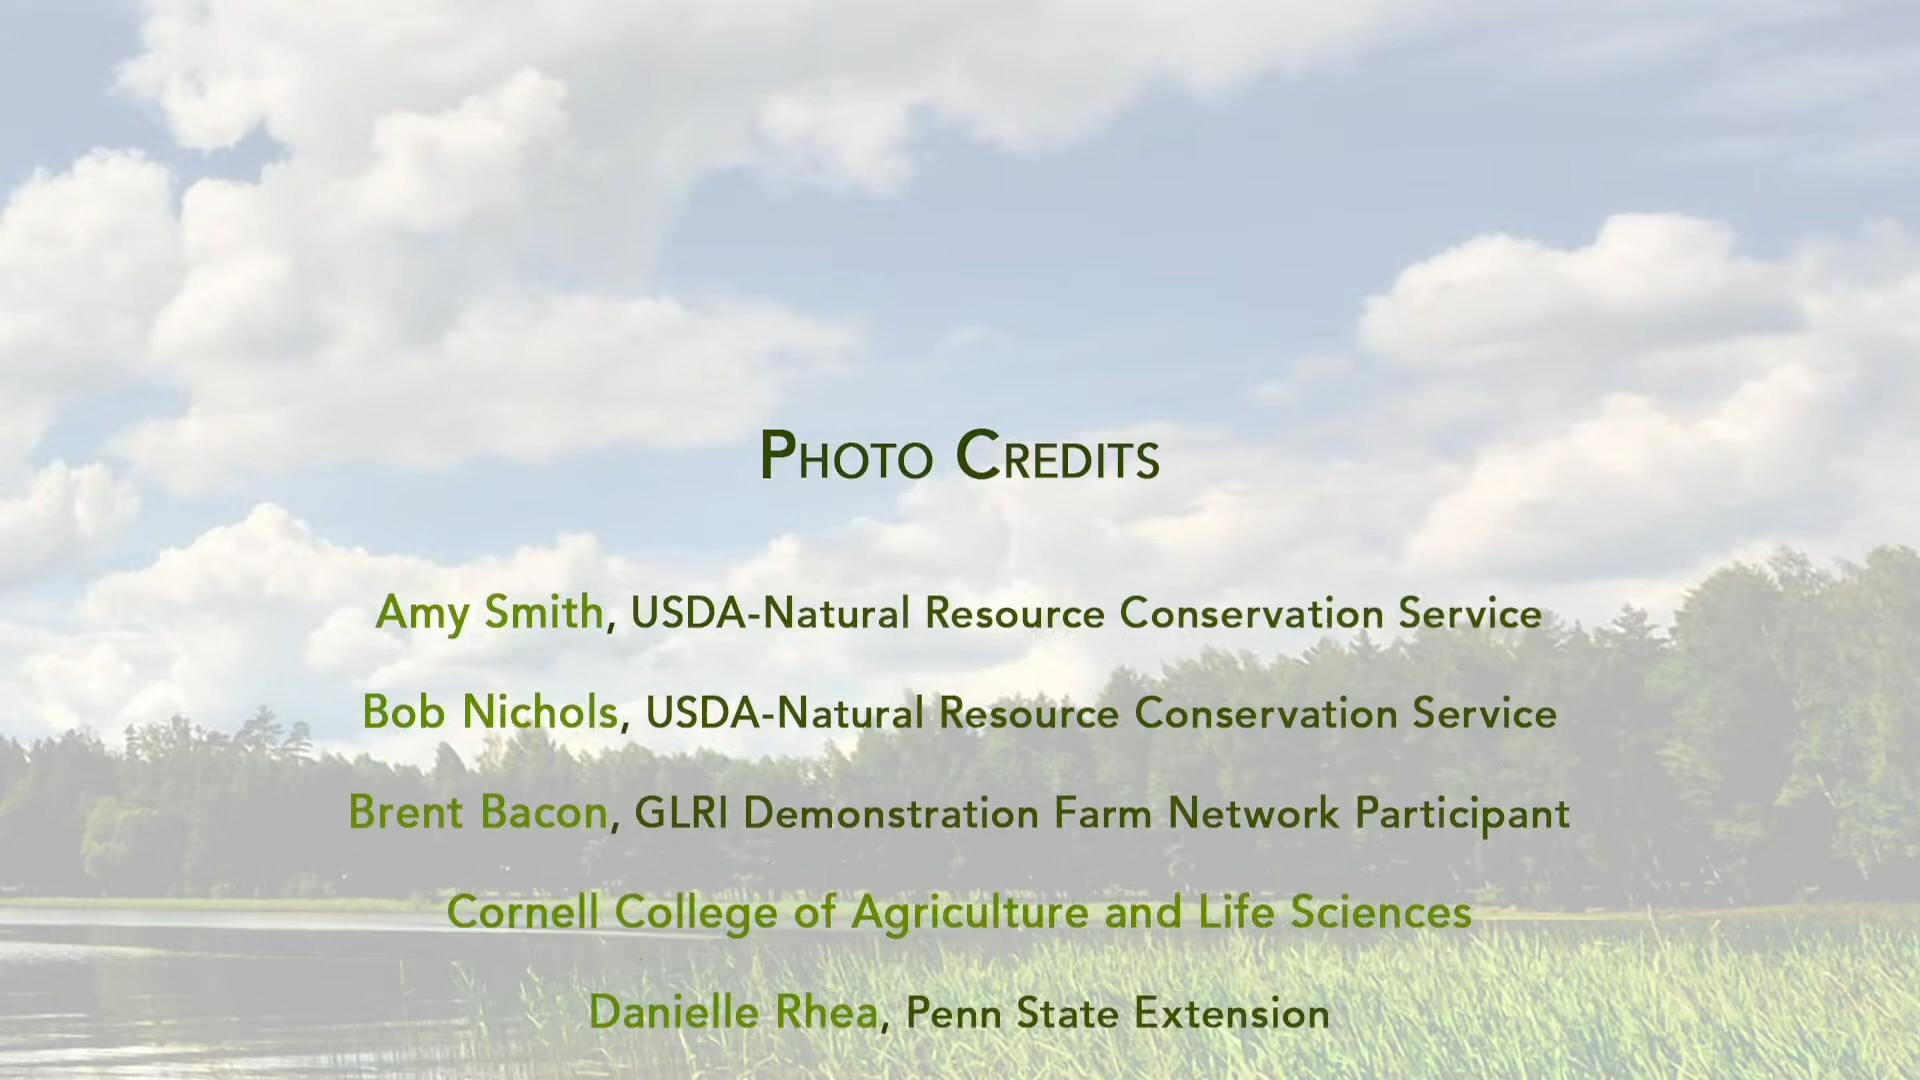 Photo Credits
Amy Smith, USDA-Natural Resource Conservation Service
Bob Nichols, USDA-Natural Resource Conservation Service
Brent Bacon, GLRI Demonstration Farm Network Participant
Cornell College of Agriculture and Life Sciences
Danielle Rhea, Penn State Extension